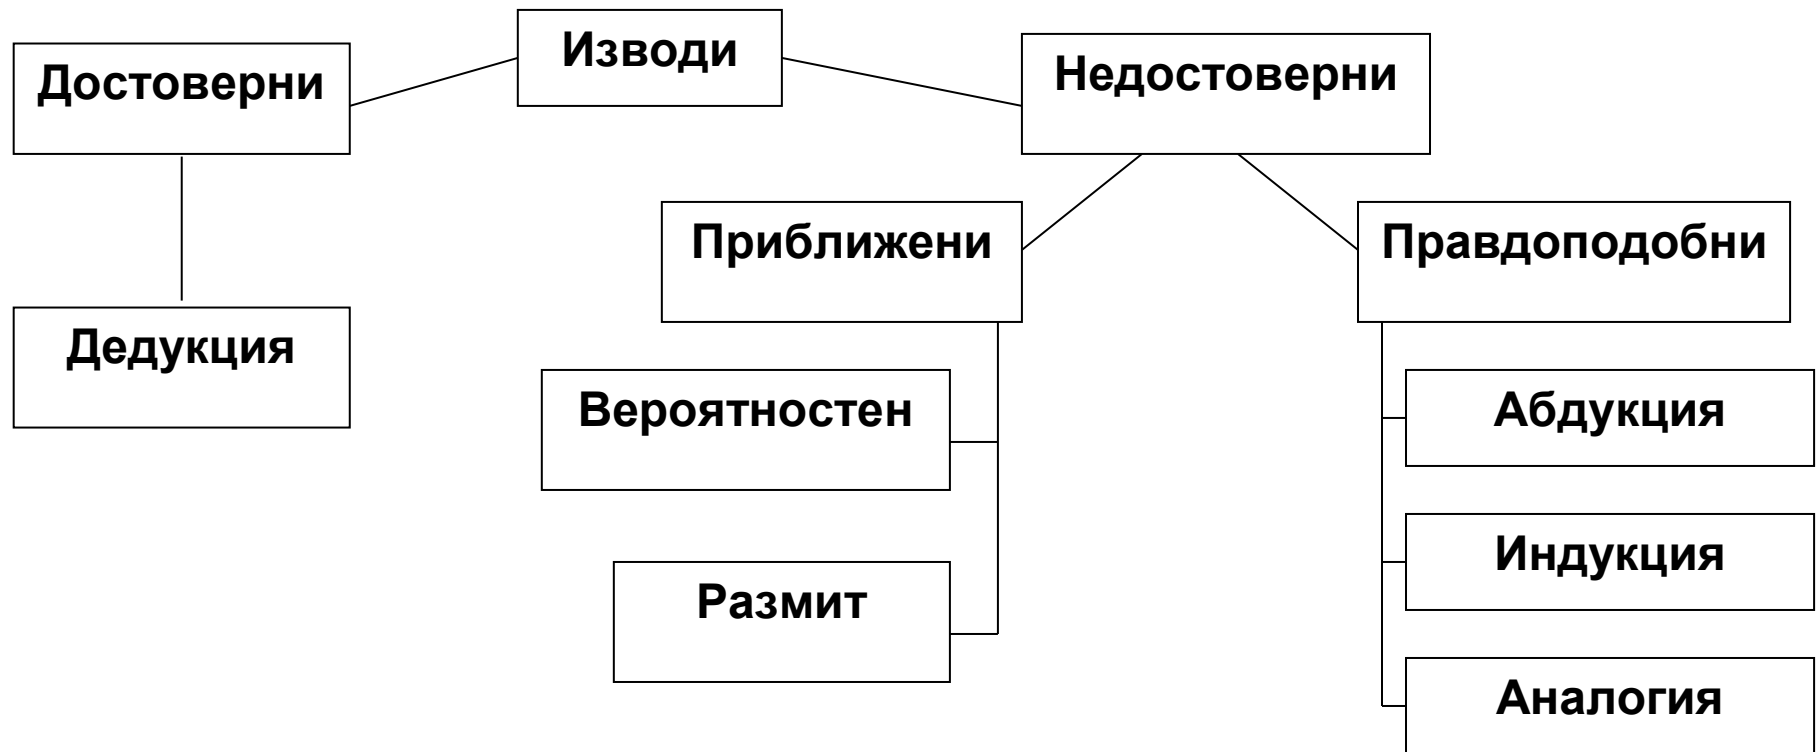 Изводи
Достоверни
Недостоверни
Приближени
Правдоподобни
Дедукция
Вероятностен
Абдукция
Индукция
Размит
Аналогия